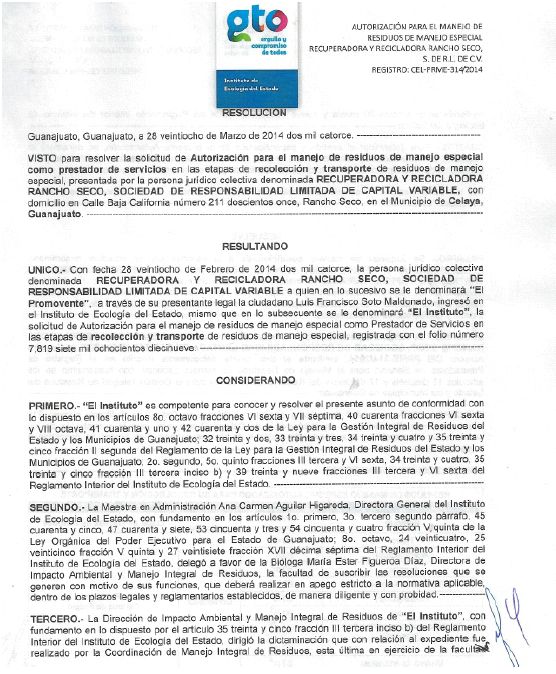 gto
orgullo y
compromiso
de todos
Instituto de
Ecología del Estado
AUTORIZACIÓN PARA EL MANEJO DE
RESIDUOS DE MANEJO ESPECIAL
RECUPERADORA Y RECICLADORA RANCHO SECO,
S. DE R.L. DE C.V.
REGISTRO: CEL-PRME-314/2014
RESOLUCIÓN
Guanajuato, Guanajuato, a 28 veintiocho de Marzo de 2014 dos mil catorce. ------------
VISTO para resolver la solicitud de Autorización para el manejo de residuos de manejo especial
como prestador de servicios en las etapas de recolección y transporte de residuos de manejo
especial, presentada por la persona jurídico colectiva denominada RECUPERADORA Y RECICLADORA
RANCHO SECO, SOCIEDAD DE RESPONSABILIDAD LIMITADA DE CAPITAL VARIABLE, con
domicilio en Calle Baja California número 211 doscientos once, Rancho Seco, en el Municipio de Celaya,
Guanajuato. ------------
RESULTANDO
UNICO.- Con fecha 28 veintiocho de Febrero de 2014 dos mil catorce, la persona jurídico colectiva
denominada RECUPERADORA Y RECICLADORA RANCHO SECO, SOCIEDAD DE
RESPONSABILIDAD LIMITADA DE CAPITAL VARIABLE a quien en lo sucesivo se le denominará "El
Promovente", a través de su presentante legal la ciudadano Luis Francisco Soto Maldonado, ingresó en
el Instituto de Ecología del Estado, mismo que en lo subsecuente se le denominará "El Instituto", la
solicitud de Autorización para el manejo de residuos de manejo especial como Prestador de Servicios en
las etapas de recolección y transporte de residuos de manejo especial, registrada con el folio número
7,819 siete mil ochocientos diecinueve. ------------
CONSIDERANDO
PRIMERO.- "El Instituto" es competente para conocer y resolver el presente asunto de conformidad con
lo dispuesto en los artículos 8o. octavo fracciones VI sexta y VII séptima, 40 cuarenta fracciones VI sexta
y VIII octava, 41 cuarenta y uno y 42 cuarenta y dos de la Ley para la Gestión Integral de Residuos del
Estado y los Municipios de Guanajuato; 32 treinta y dos, 33 treinta y tres, 34 treinta y cuatro y 35 treinta y
cinco fracción II segunda del Reglamento de la Ley para la Gestión Integral de Residuos del Estado y los
Municipios de Guanajuato, 2o. segundo, 5o. quinto fracciones III tercera y VI sexta, 34 treinta y cuatro, 35
treinta y cinco fracción III tercera inciso b) y 39 treinta y nueve fracciones III tercera y VI sexta del
Reglamento Interior del Instituto de Ecología del Estado. ------------
SEGUNDO.- La Maestra en Administración Ana Carmen Aguilar Higareda, Directora General del Instituto
de Ecología del Estado, con fundamento en los artículos 1o. primero, 3o. tercero segundo párrafo, 45
cuarenta y cinco, 47 cuarenta y siete, 53 cincuenta y tres y 54 cincuenta y cuatro fracción V quinta de la
Ley Orgánica del Poder Ejecutivo para el Estado de Guanajuato; 8o. octavo, 24 veinticuatro, 25
veinticinco fracción V quinta y 27 veintisiete fracción XVII décima séptima del Reglamento Interior del
Instituto de Ecología del Estado, delegó a favor de la Bióloga María Ester Figueroa Díaz, Directora de
Impacto Ambiental y Manejo Integral de Residuos, la facultad de suscribir las resoluciones que se
generan con motivo de sus funciones, que deberá realizar en apego estricto a la normativa aplicable,
dentro de los plazos legales y reglamentarios establecidos, de manera diligente y con probidad. ------------
TERCERO.- La Dirección de Impacto Ambiental y Manejo Integral de Residuos de "El Instituto", con
fundamento en lo dispuesto por el artículo 35 treinta y cinco fracción III tercera inciso b) del Reglamento
Interior del Instituto de Ecología del Estado, dirigió la dictaminación que con relación al expediente fue
realizado por la Coordinación de Manejo Integral de Residuos, esta última en ejercicio de la facultad